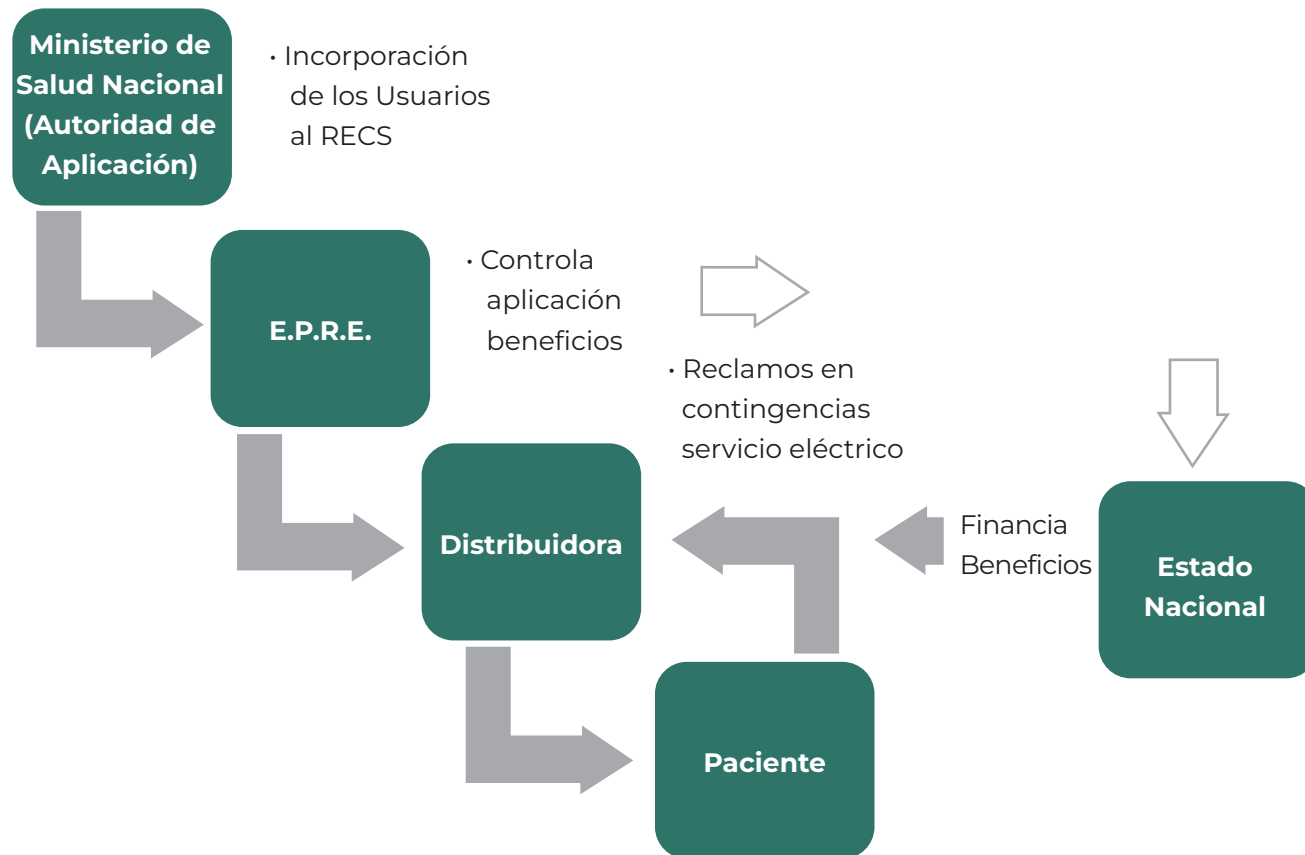 Ministerio de
Salud Nacional
(Autoridad de
Aplicación)
· Incorporación
de los Usuarios
al RECS
E.P.R.E.
· Controla
aplicación
beneficios
· Reclamos en
contingencias
servicio eléctrico
Distribuidora
Financia
Beneficios
Estado
Nacional
Paciente